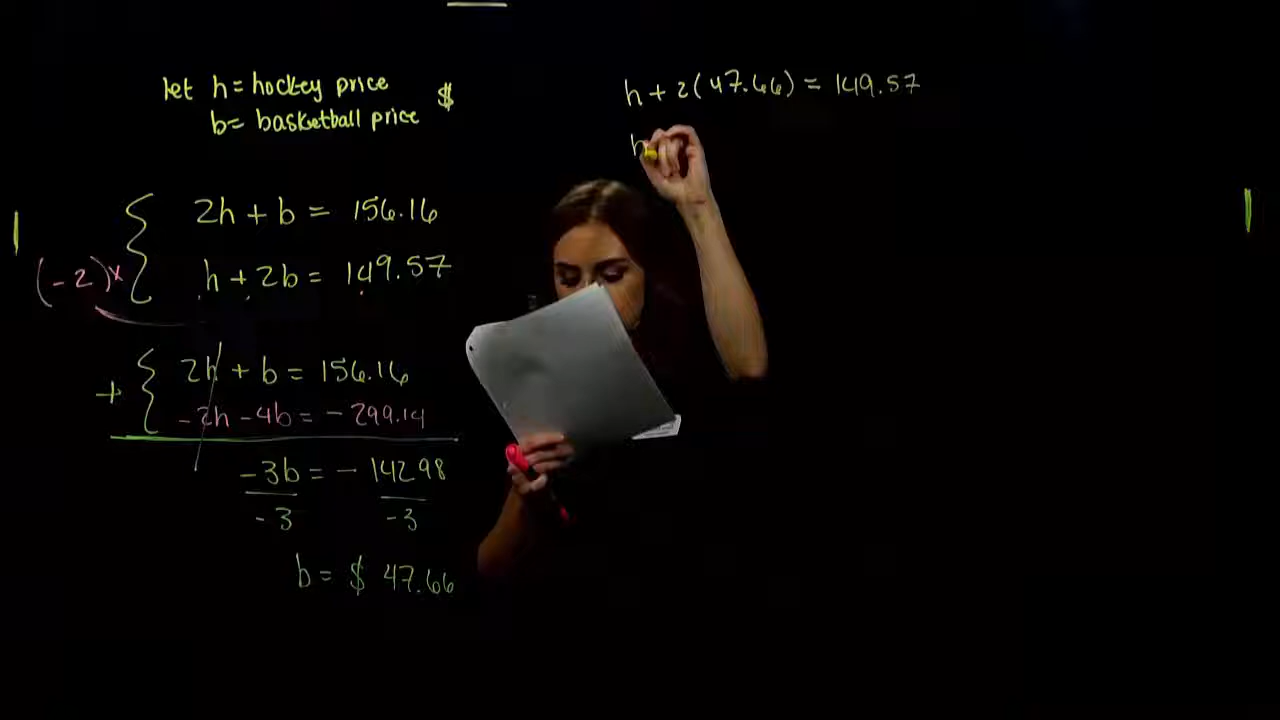 let h = hockey price
b = basketball price $
2h + b = 156.16
(-2)x h + 2b = 149.57
+ 2h + b = 156.16
-2h - 4b = - 299.14
-3b = - 142.98
-3 -3
b = $ 47.66
h + 2(47.66) = 149.57
h